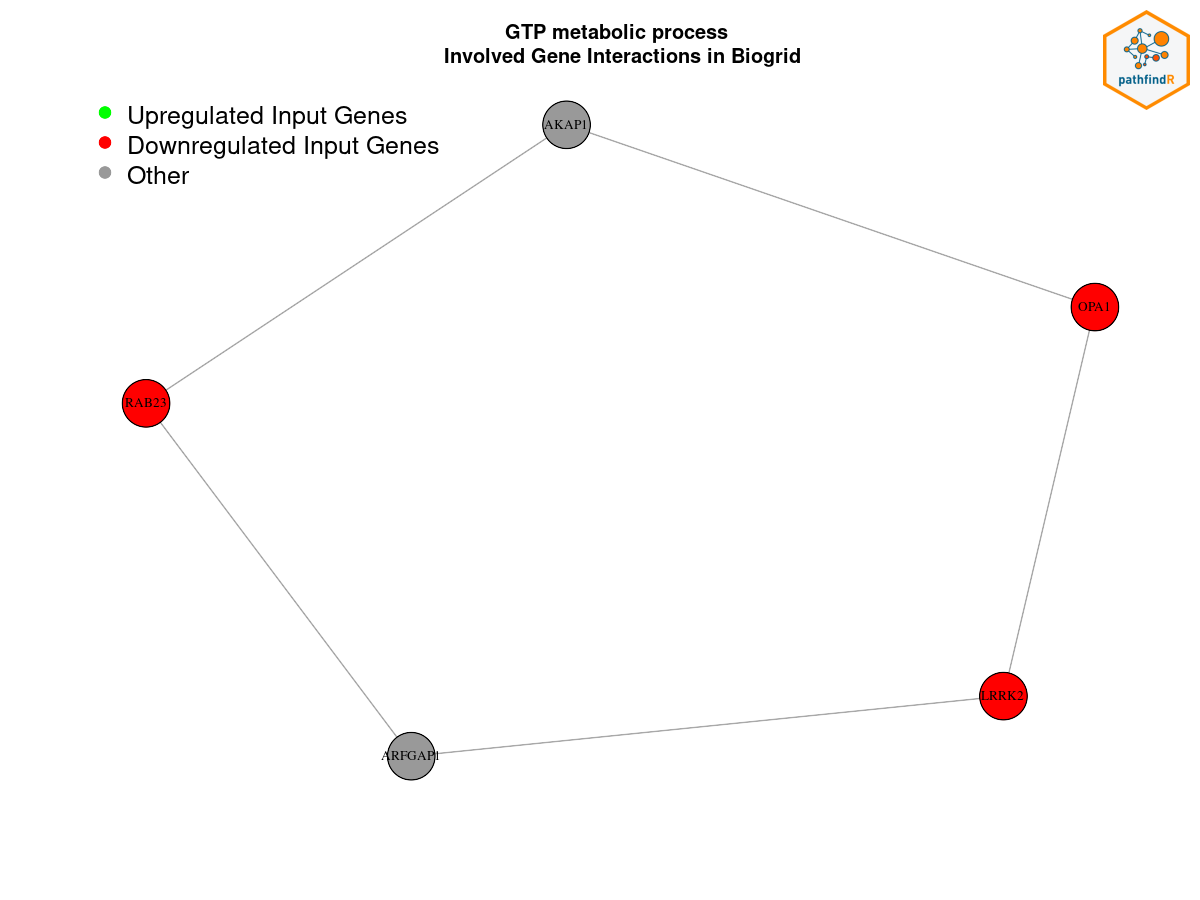 GTP metabolic process
Involved Gene Interactions in Biogrid
pathfindR
Upregulated Input Genes
Downregulated Input Genes
Other
AKAP1
OPA1
RAB23
LRRK2
ARFGAP1